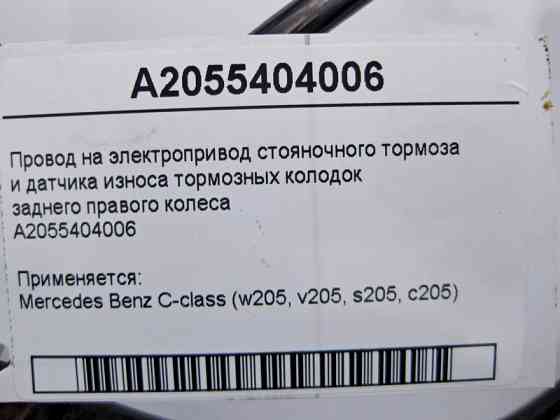 A2055404006
Провод на электропривод стояночного тормоза
и датчика износа тормозных колодок
заднего правого колеса
A2055404006
Применяется:
Mercedes Benz C-class (w205, v205, s205, c205)